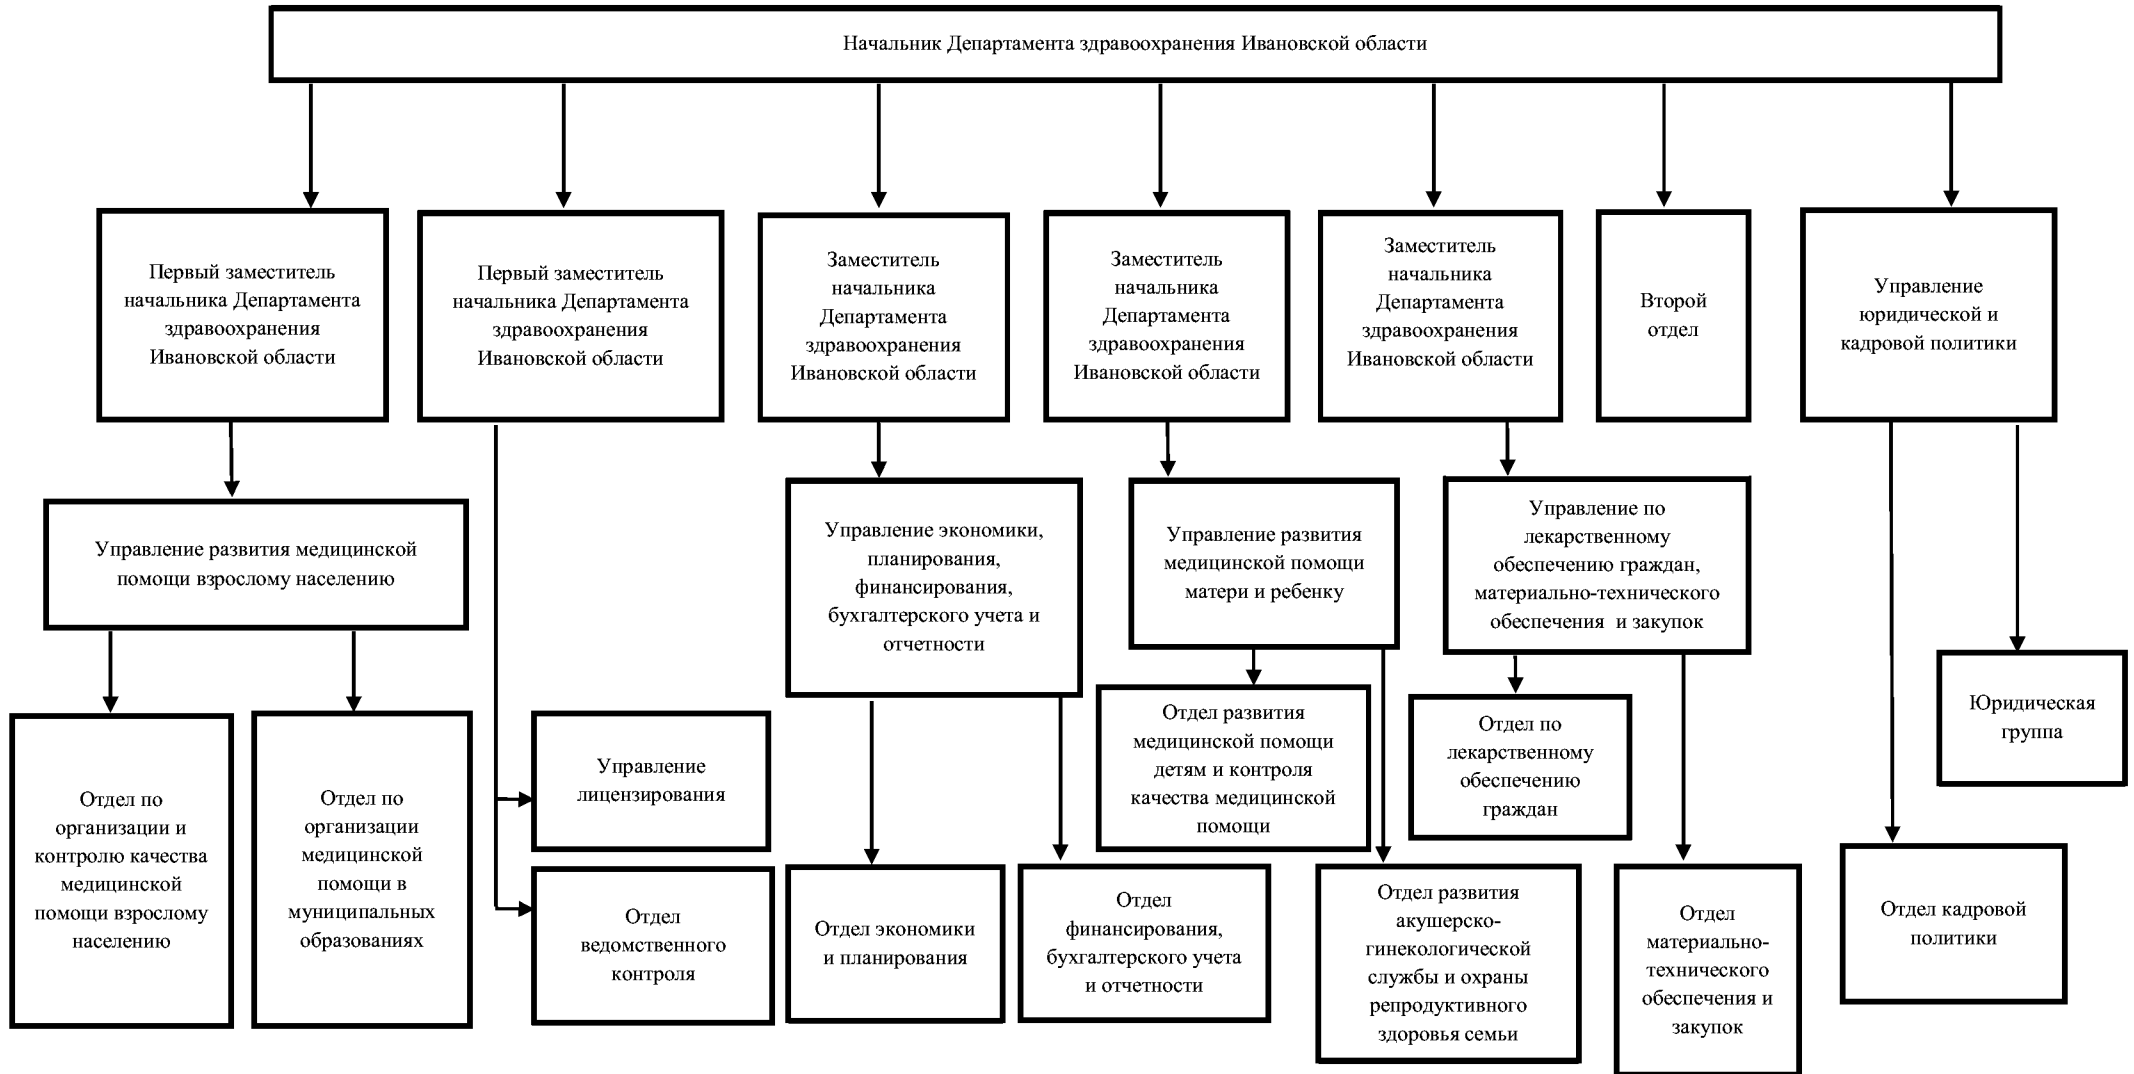 Начальник Департамента здравоохранения Ивановской области
Первый заместитель
начальника Департамента
здравоохранения
Ивановской области
Первый заместитель
начальника Департамента
здравоохранения
Ивановской области
Заместитель
начальника
Департамента
здравоохранения
Ивановской области
Заместитель
начальника
Департамента
здравоохранения
Ивановской области
Заместитель
начальника
Департамента
здравоохранения
Ивановской области
Второй
отдел
Управление
юридической и
кадровой политики
Управление развития медицинской
помощи взрослому населению
Управление экономики,
планирования,
финансирования,
бухгалтерского учета и
отчетности
Управление развития
медицинской помощи
матери и ребенку
Управление по
лекарственному
обеспечению граждан,
материально-технического
обеспечения и закупок
Юридическая
группа
Отдел по
организации и
контролю качества
медицинской
помощи взрослому
населению
Отдел по
организации
медицинской
помощи в
муниципальных
образованиях
Управление
лицензирования
Отдел
ведомственного
контроля
Отдел экономики
и планирования
Отдел
финансирования,
бухгалтерского учета
и отчетности
Отдел развития
медицинской помощи
детям и контроля
качества медицинской
помощи
Отдел развития
акушерско-
гинекологической
службы и охраны
репродуктивного
здоровья семьи
Отдел по
лекарственному
обеспечению
граждан
Отдел
материально-
технического
обеспечения и
закупок
Отдел кадровой
политики